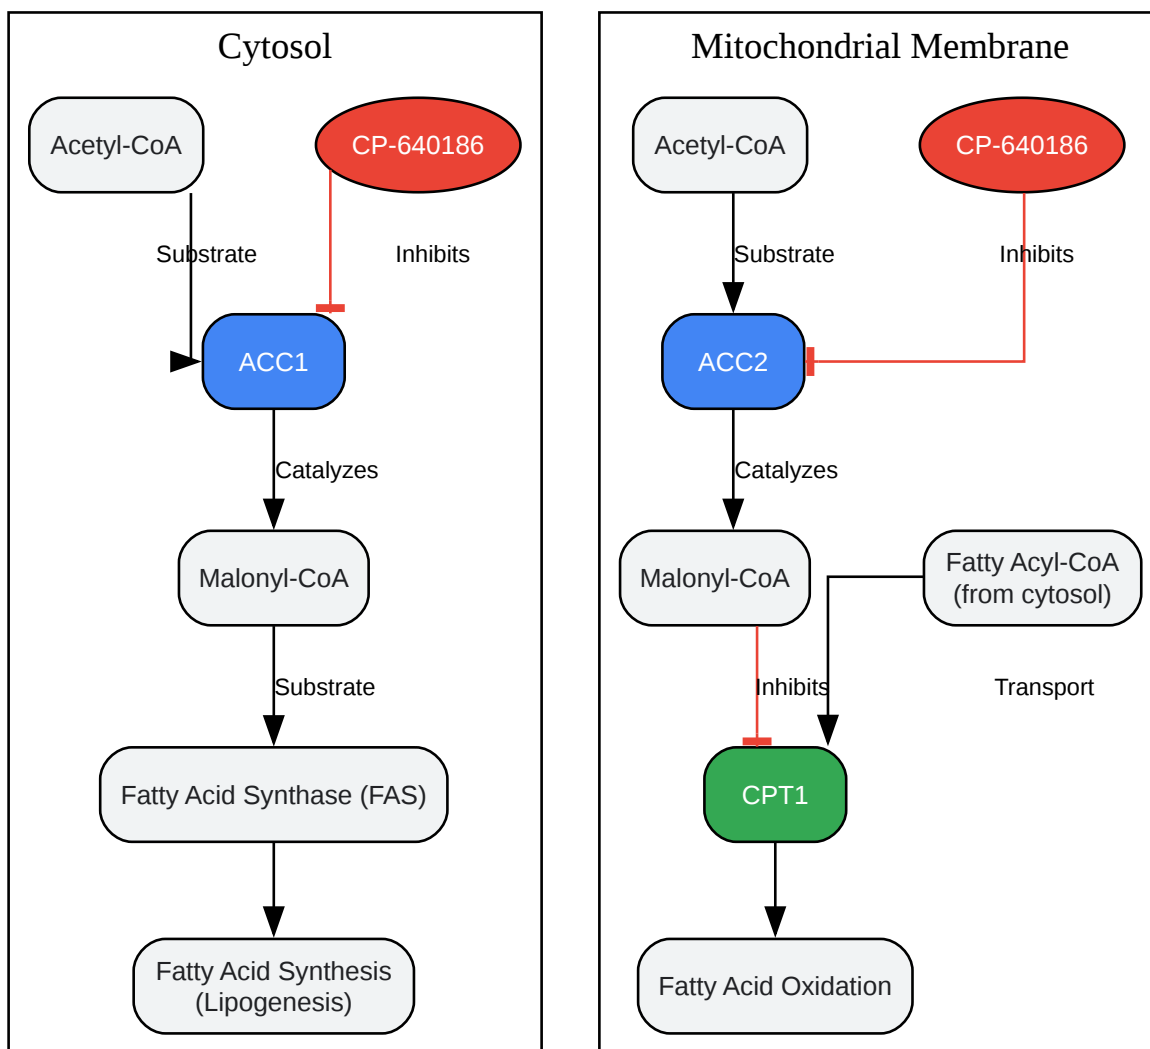 Cytosol
Acetyl-CoA
CP-640186
Substrate
Inhibits
ACC1
Catalyzes
Malonyl-CoA
Substrate
Fatty Acid Synthase (FAS)
Fatty Acid Synthesis
(Lipogenesis)
Mitochondrial Membrane
Acetyl-CoA
CP-640186
Substrate
Inhibits
ACC2
Catalyzes
Malonyl-CoA
Fatty Acyl-CoA
(from cytosol)
Inhibits
Transport
CPT1
Fatty Acid Oxidation